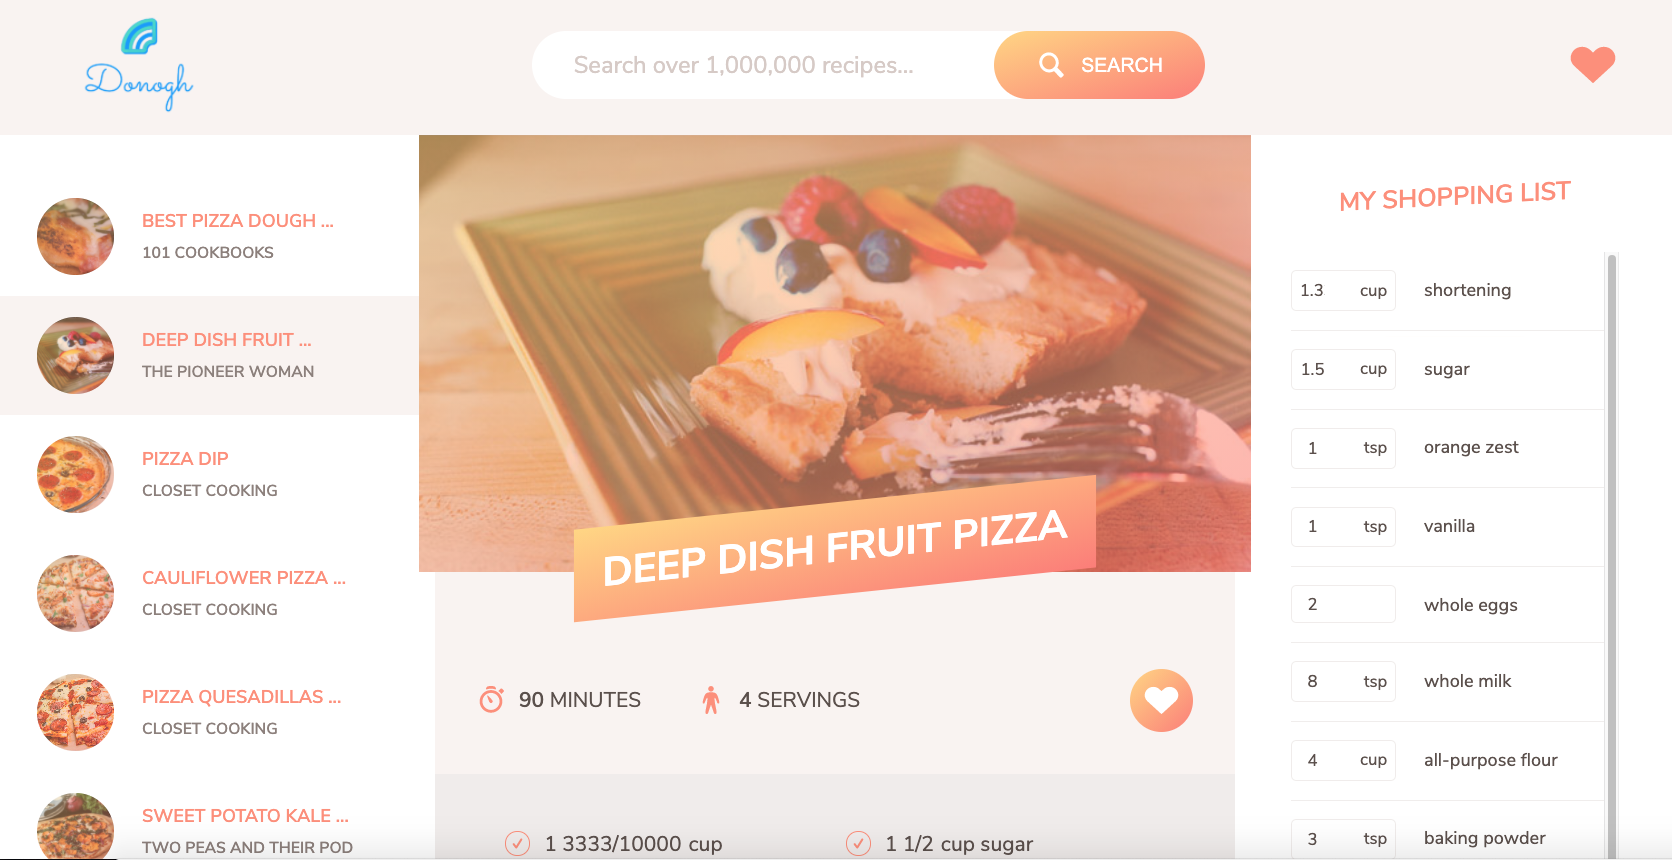 Donogh
Search over 1,000,000 recipes...
SEARCH
BEST PIZZA DOUGH ...
101 COOKBOOKS
DEEP DISH FRUIT ...
THE PIONEER WOMAN
PIZZA DIP
CLOSET COOKING
CAULIFLOWER PIZZA ...
CLOSET COOKING
PIZZA QUESADILLAS ...
CLOSET COOKING
SWEET POTATO KALE ...
TWO PEAS AND THEIR POD
DEEP DISH FRUIT PIZZA
90 MINUTES
4 SERVINGS
1 3333/10000 cup
1 1/2 cup sugar
MY SHOPPING LIST
1.3 cup shortening
1.5 cup sugar
1 tsp orange zest
1 tsp vanilla
2 whole eggs
8 tsp whole milk
4 cup all-purpose flour
3 tsp baking powder